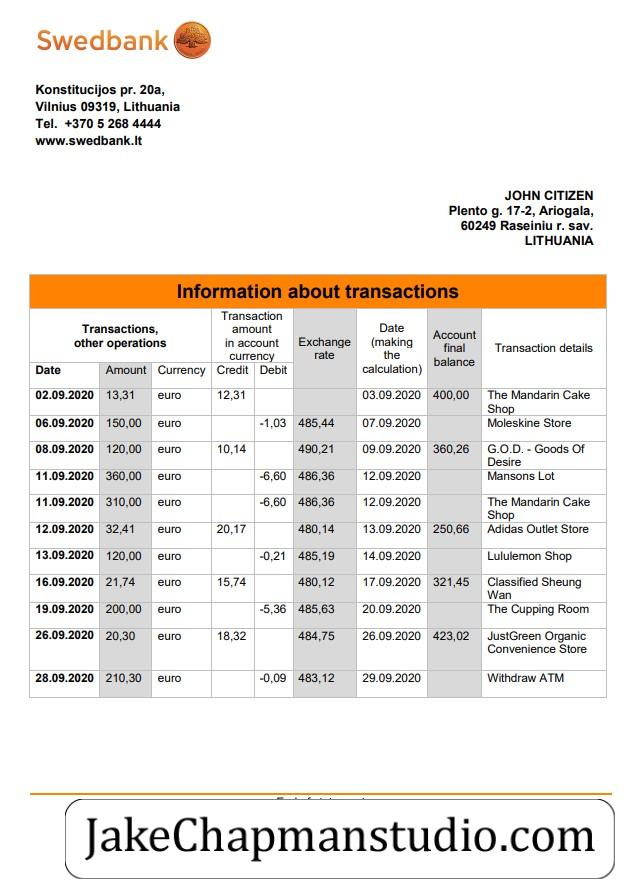 Swedbank
Konstitucijos pr. 20a,
Vilnius 09319, Lithuania
Tel. +370 5 268 4444
www.swedbank.lt
JOHN CITIZEN
Plento g. 17-2, Ariogala,
60249 Raseiniu r. sav.
LITHUANIA
Information about transactions
Transactions, other operations | Transaction amount in account currency | Exchange rate | Date (making the calculation) | Account final balance | Transaction details
Date Amount Currency Credit Debit
02.09.2020 13,31 euro 12,31 03.09.2020 400,00 The Mandarin Cake
Shop
06.09.2020 150,00 euro -1,03 485,44 07.09.2020 Moleskine Store
08.09.2020 120,00 euro 10,14 490,21 09.09.2020 360,26 G.O.D. - Goods Of
Desire
11.09.2020 360,00 euro -6,60 486,36 12.09.2020 Mansons Lot
11.09.2020 310,00 euro -6,60 486,36 12.09.2020 The Mandarin Cake
Shop
12.09.2020 32,41 euro 20,17 480,14 13.09.2020 250,66 Adidas Outlet Store
13.09.2020 120,00 euro -0,21 485,19 14.09.2020 Lululemon Shop
16.09.2020 21,74 euro 15,74 480,12 17.09.2020 321,45 Classified Sheung
Wan
19.09.2020 200,00 euro -5,36 485,63 20.09.2020 The Cupping Room
26.09.2020 20,30 euro 18,32 484,75 26.09.2020 423,02 JustGreen Organic
Convenience Store
28.09.2020 210,30 euro -0,09 483,12 29.09.2020 Withdraw ATM
JakeChapmanstudio.com